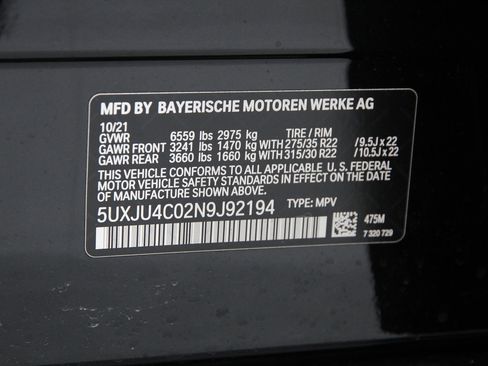 MFD BY BAYERISCHE MOTOREN WERKE AG
10/21
GVWR 6559 lbs 2975 kg TIRE / RIM
GAWR FRONT 3241 lbs 1470 kg WITH 275/35 R22 /9.5J x 22
GAWR REAR 3660 lbs 1660 kg WITH 315/30 R22 /10.5J x 22
THIS VEHICLE CONFORMS TO ALL APPLICABLE U. S. FEDERAL
MOTOR VEHICLE SAFETY STANDARDS IN EFFECT ON THE DATE
OF MANUFACTURE SHOWN ABOVE.
5UXJU4C02N9J92194 TYPE: MPV
475M
7 320 729